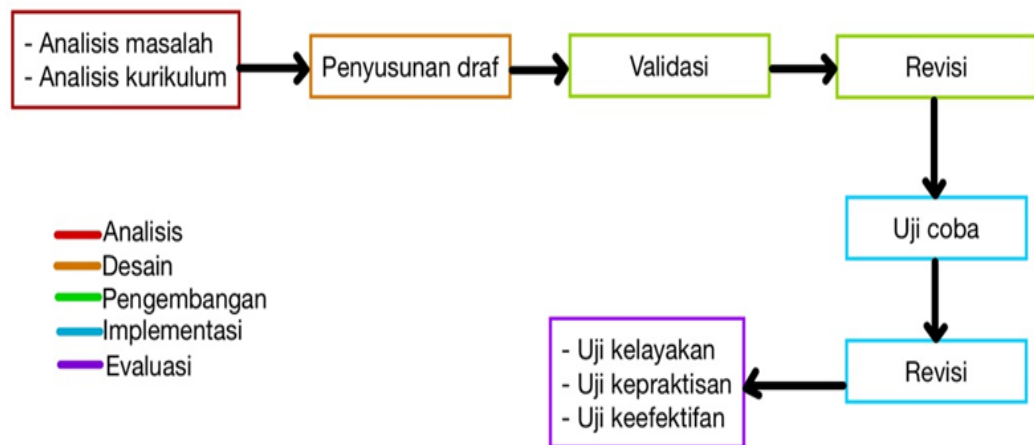 - Analisis masalah
- Analisis kurikulum
Penyusunan draf
Validasi
Revisi
Uji coba
Revisi
- Uji kelayakan
- Uji kepraktisan
- Uji keefektifan
Analisis
Desain
Pengembangan
Implementasi
Evaluasi